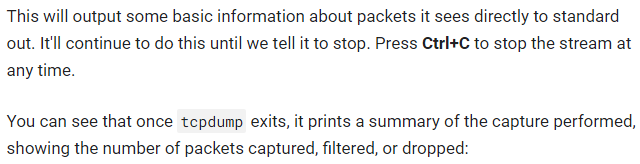 This will output some basic information about packets it sees directly to standard
out. It'll continue to do this until we tell it to stop. Press Ctrl+C to stop the stream at
any time.
You can see that once tcpdump exits, it prints a summary of the capture performed,
showing the number of packets captured, filtered, or dropped: